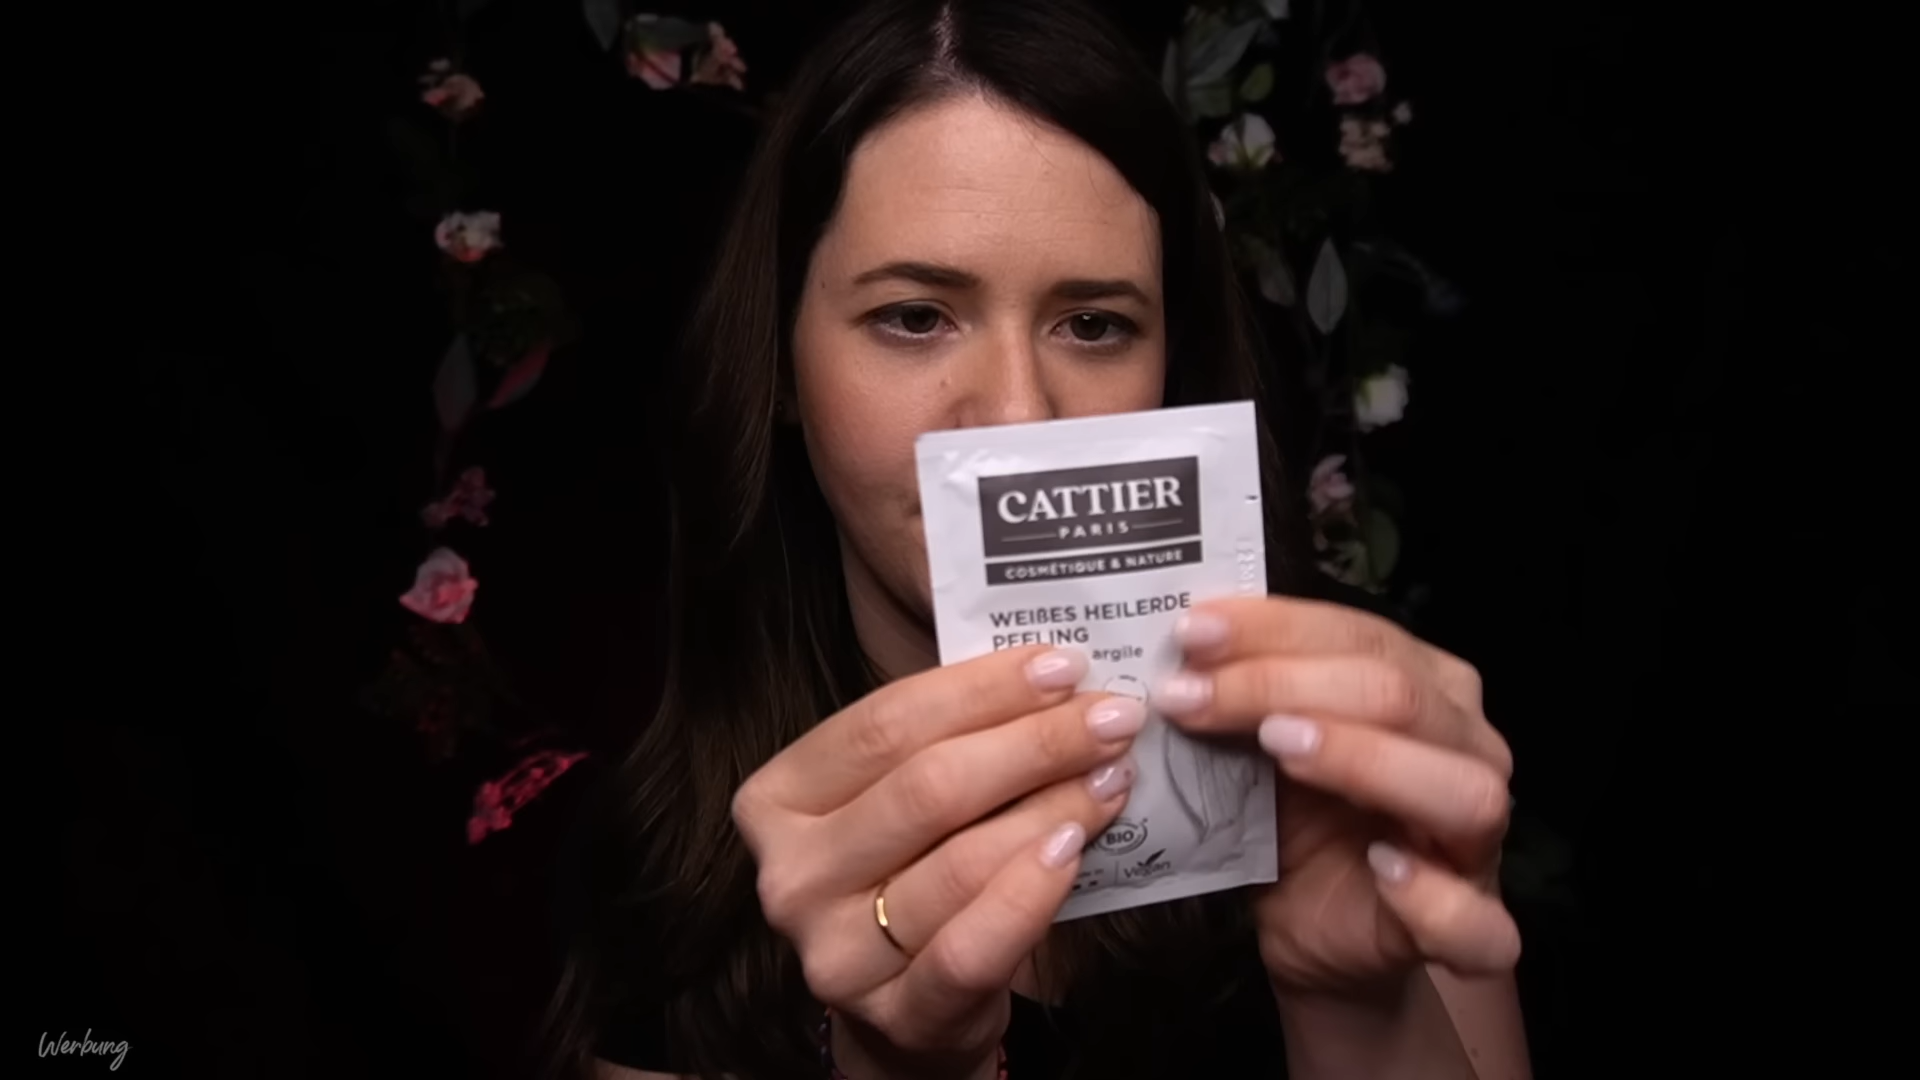 CATTIER
PARIS
COSMÉTIQUE & NATURE
WEIßES HEILERDE
PEELING
argile
BIO
Vegan
Werbung